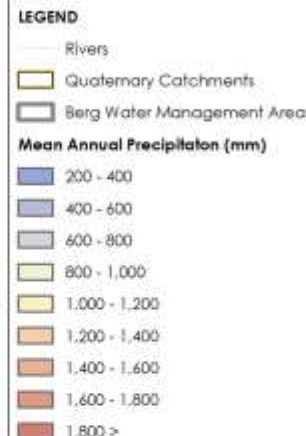 LEGEND
Rivers
Quaternary Catchments
Berg Water Management Area
Mean Annual Precipitaton (mm)
200 - 400
400 - 600
600 - 800
800 - 1,000
1,000 - 1,200
1,200 - 1,400
1,400 - 1,600
1,600 - 1,800
1,800 >